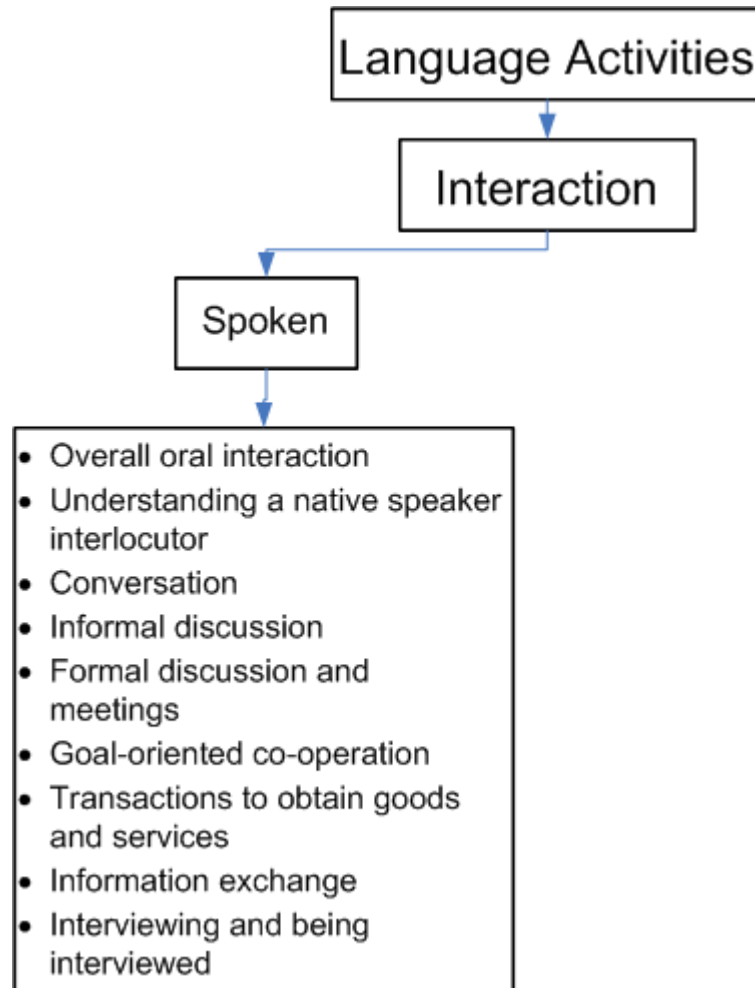 Language Activities
Interaction
Spoken
• Overall oral interaction
• Understanding a native speaker
interlocutor
• Conversation
• Informal discussion
• Formal discussion and
meetings
• Goal-oriented co-operation
• Transactions to obtain goods
and services
• Information exchange
• Interviewing and being
interviewed